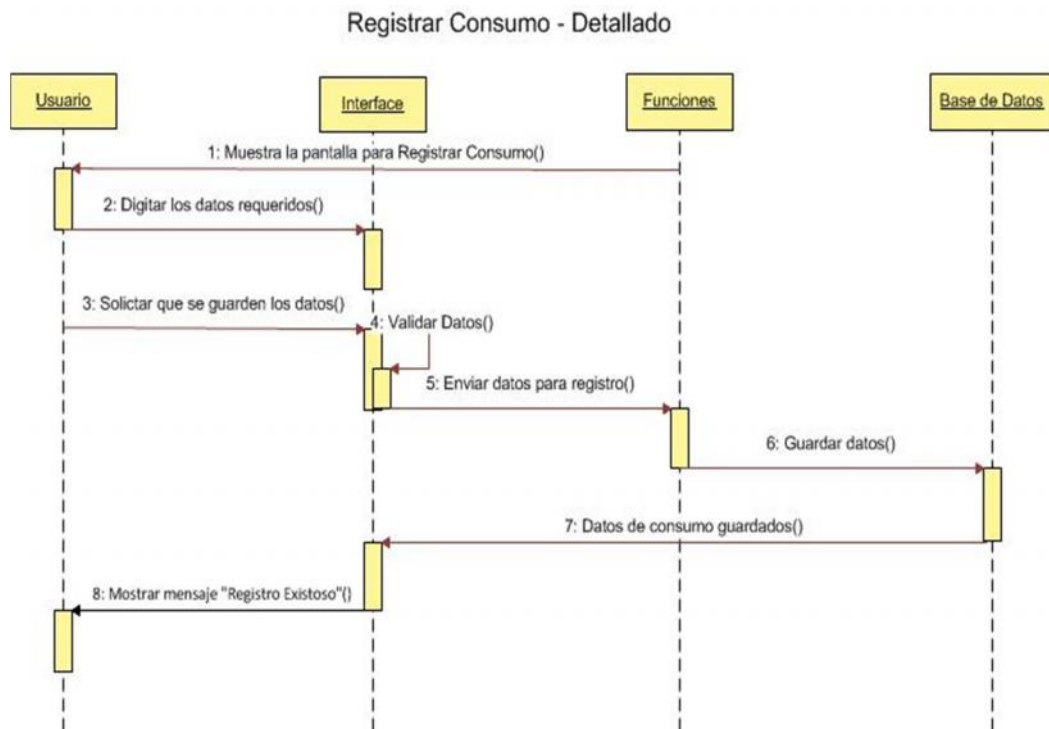 Registrar Consumo - Detallado
Usuario
Interface
Funciones
Base de Datos
1: Muestra la pantalla para Registrar Consumo()
2: Digitar los datos requeridos()
3: Solictar que se guarden los datos()
4: Validar Datos()
5: Enviar datos para registro()
6: Guardar datos()
7: Datos de consumo guardados()
8: Mostrar mensaje "Registro Existoso"()